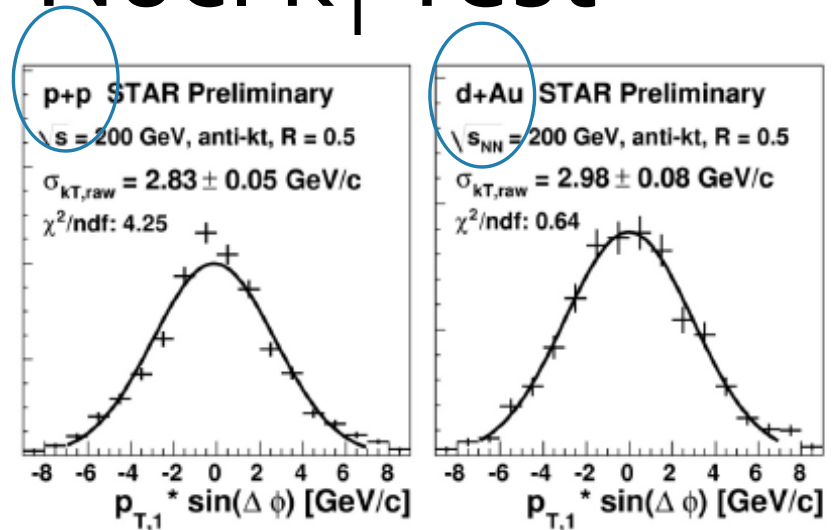 p+p STAR Preliminary
√s = 200 GeV, anti-kt, R = 0.5
σkT,raw = 2.83 ± 0.05 GeV/c
χ²/ndf: 4.25
-8 -6 -4 -2 0 2 4 6 8
pT,1 * sin(Δ ϕ) [GeV/c]
d+Au STAR Preliminary
√sNN = 200 GeV, anti-kt, R = 0.5
σkT,raw = 2.98 ± 0.08 GeV/c
χ²/ndf: 0.64
-8 -6 -4 -2 0 2 4 6 8
pT,1 * sin(Δ ϕ) [GeV/c]